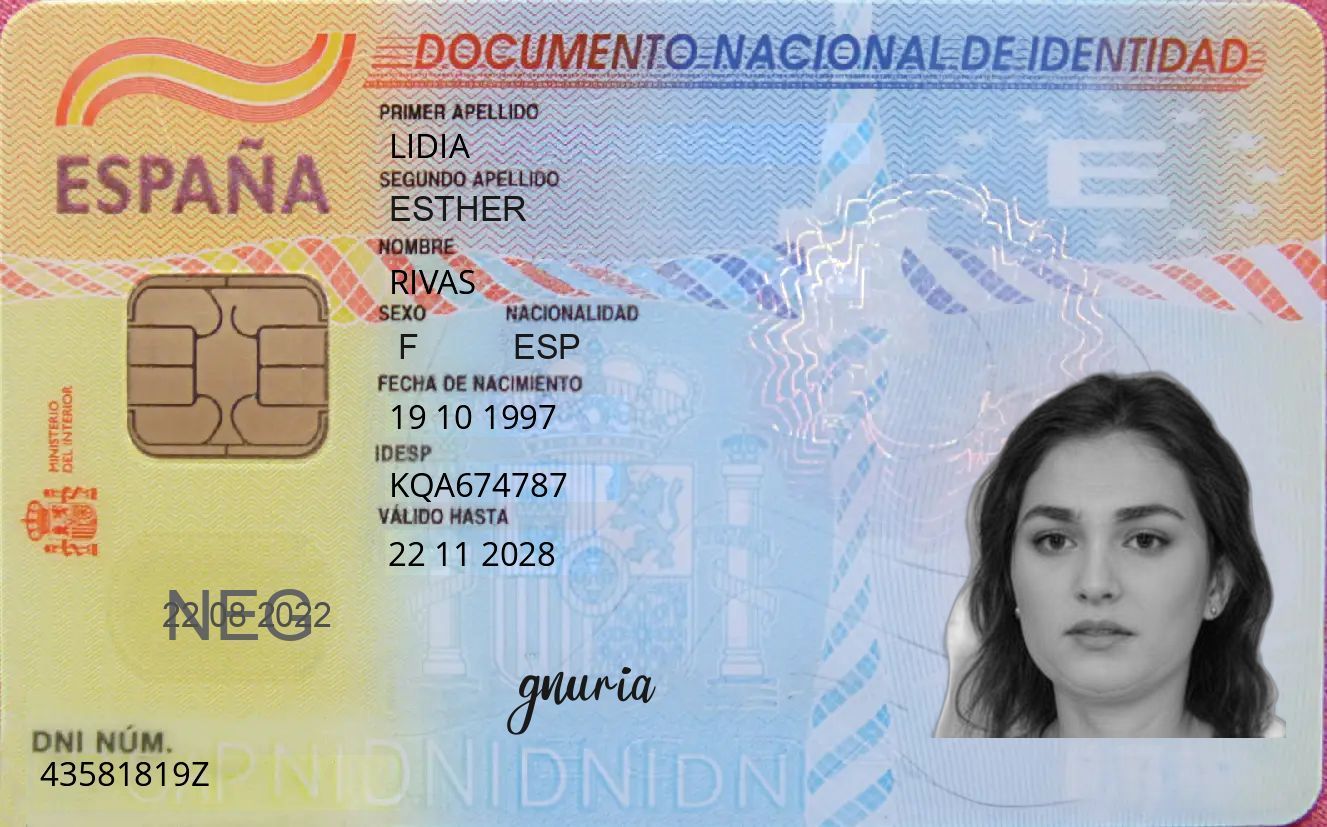 DOCUMENTO NACIONAL DE IDENTIDAD
ESPAÑA
PRIMER APELLIDO
LIDIA
SEGUNDO APELLIDO
ESTHER
NOMBRE
RIVAS
SEXO NACIONALIDAD
F ESP
FECHA DE NACIMIENTO
19 10 1997
IDESP
KQA674787
VÁLIDO HASTA
22 11 2028
MINISTERIO
DEL INTERIOR
E
NEG
22-08-2022
gnuria
DNI NÚM.
43581819Z
DNIDNIDNIDNI